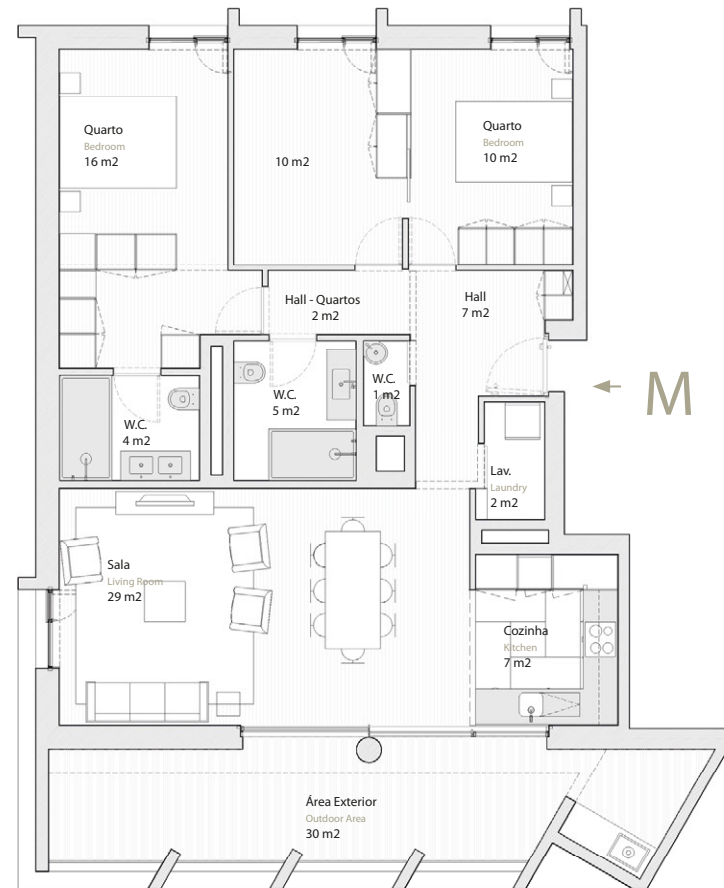 Quarto
Bedroom
16 m2
10 m2
Quarto
Bedroom
10 m2
Hall - Quartos
2 m2
Hall
7 m2
W.C.
4 m2
W.C.
5 m2
W.C.
1 m2
M
Lav.
Laundry
2 m2
Sala
Living Room
29 m2
Cozinha
Kitchen
7 m2
Área Exterior
Outdoor Area
30 m2